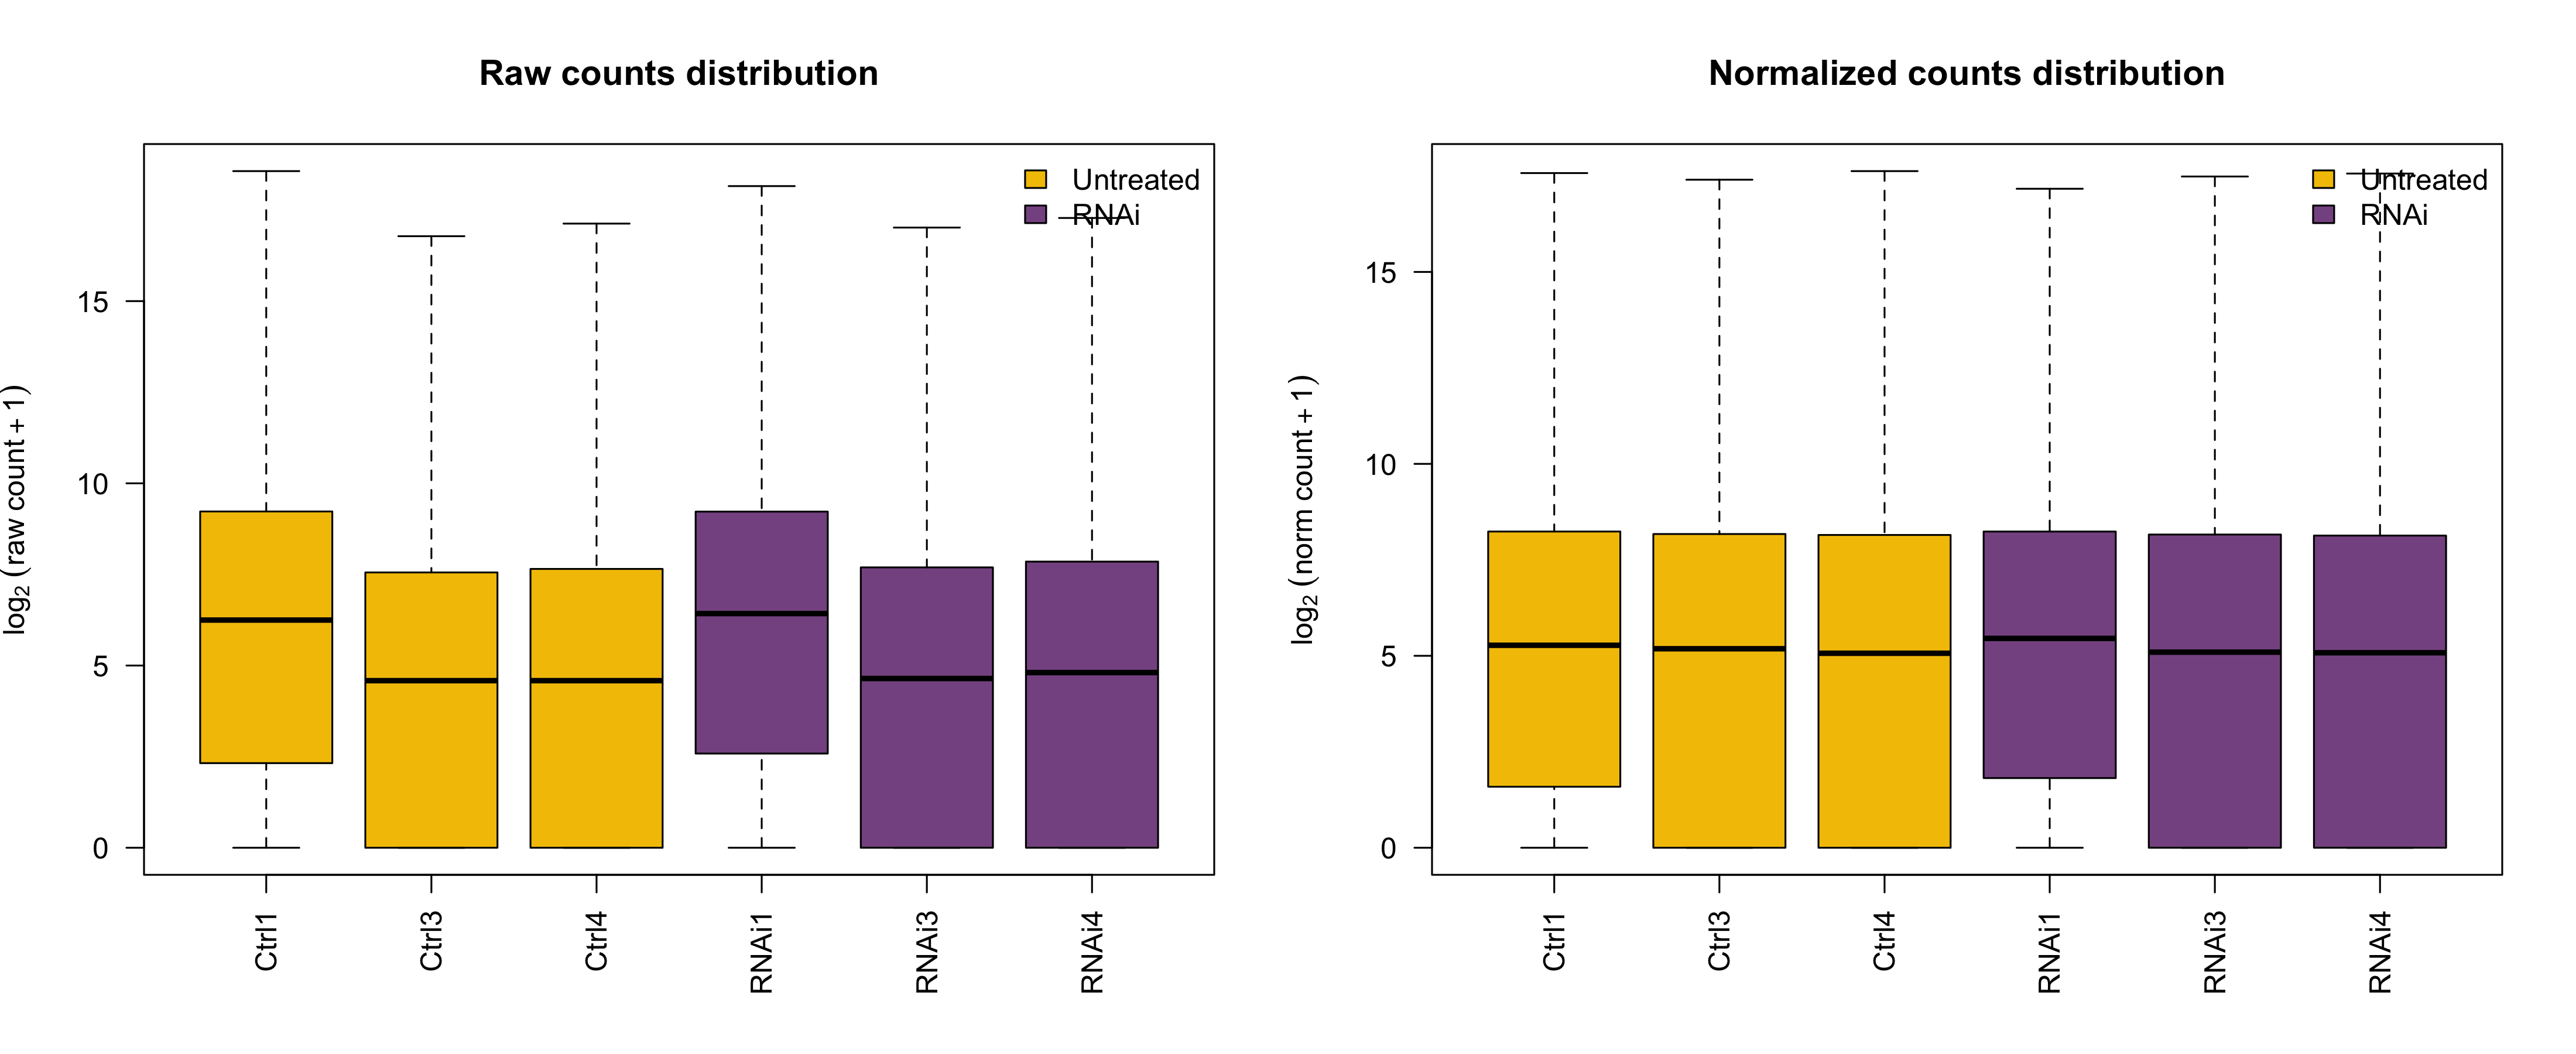 Raw counts distribution
Untreated
RNAi
log2 (raw count + 1)
15
10
5
0
Ctrl1
Ctrl3
Ctrl4
RNAi1
RNAi3
RNAi4
Normalized counts distribution
Untreated
RNAi
log2 (norm count + 1)
15
10
5
0
Ctrl1
Ctrl3
Ctrl4
RNAi1
RNAi3
RNAi4